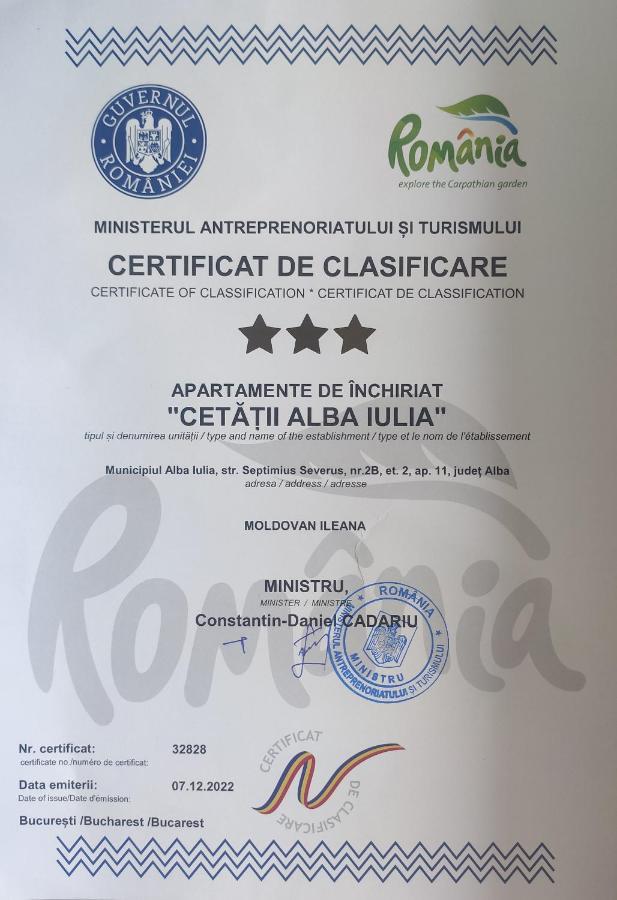 GUVERNUL
ROMÂNIEI
România
explore the Carpathian garden
MINISTERUL ANTREPRENORIATULUI ȘI TURISMULUI
CERTIFICAT DE CLASIFICARE
CERTIFICATE OF CLASSIFICATION * CERTIFICAT DE CLASSIFICATION
APARTAMENTE DE ÎNCHIRIAT
"CETĂȚII ALBA IULIA"
tipul și denumirea unității / type and name of the establishment / type et le nom de l'établissement
Municipiul Alba Iulia, str. Septimius Severus, nr.2B, et. 2, ap. 11, județ Alba
adresa / address / adresse
România
MOLDOVAN ILEANA
MINISTRU,
MINISTER / MINISTRE
Constantin-Daniel CADARIU
ROMÂNIA
MINISTERUL ANTREPRENORIATULUI ȘI TURISMULUI
MINISTRU
Nr. certificat: 32828
certificate no./numéro de certificat:
Data emiterii: 07.12.2022
Date of issue/Date d'émission:
București /Bucharest /Bucarest
CERTIFICAT
DE CLASIFICARE